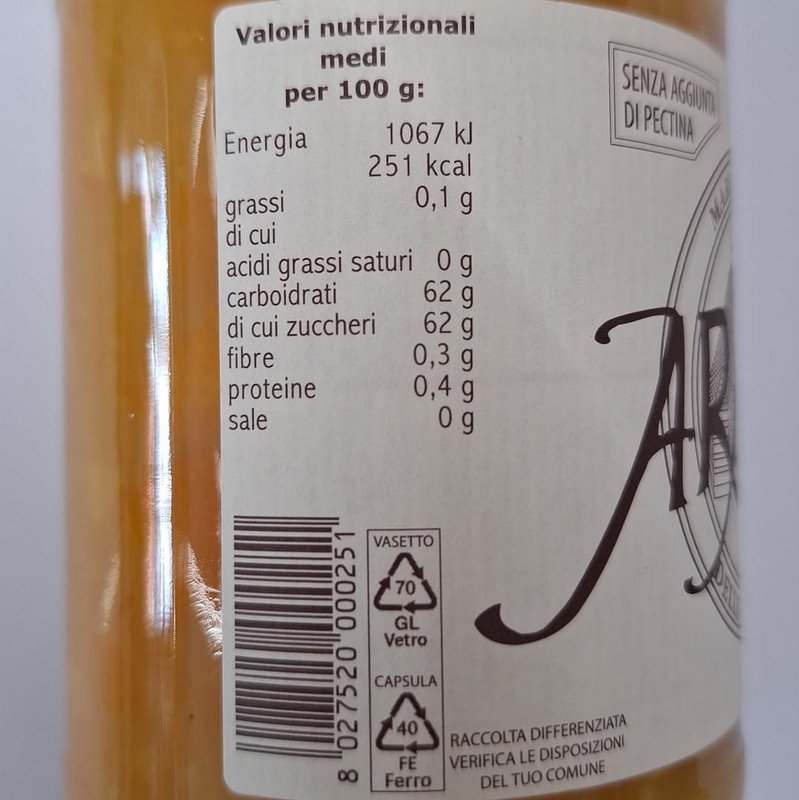 Valori nutrizionali
medi
per 100 g:
Energia 1067 kJ
251 kcal
grassi 0,1 g
di cui
acidi grassi saturi 0 g
carboidrati 62 g
di cui zuccheri 62 g
fibre 0,3 g
proteine 0,4 g
sale 0 g
SENZA AGGIUNTA
DI PECTINA
8 027520 000251
VASETTO
70
GL
Vetro
CAPSULA
40
FE
Ferro
RACCOLTA DIFFERENZIATA
VERIFICA LE DISPOSIZIONI
DEL TUO COMUNE